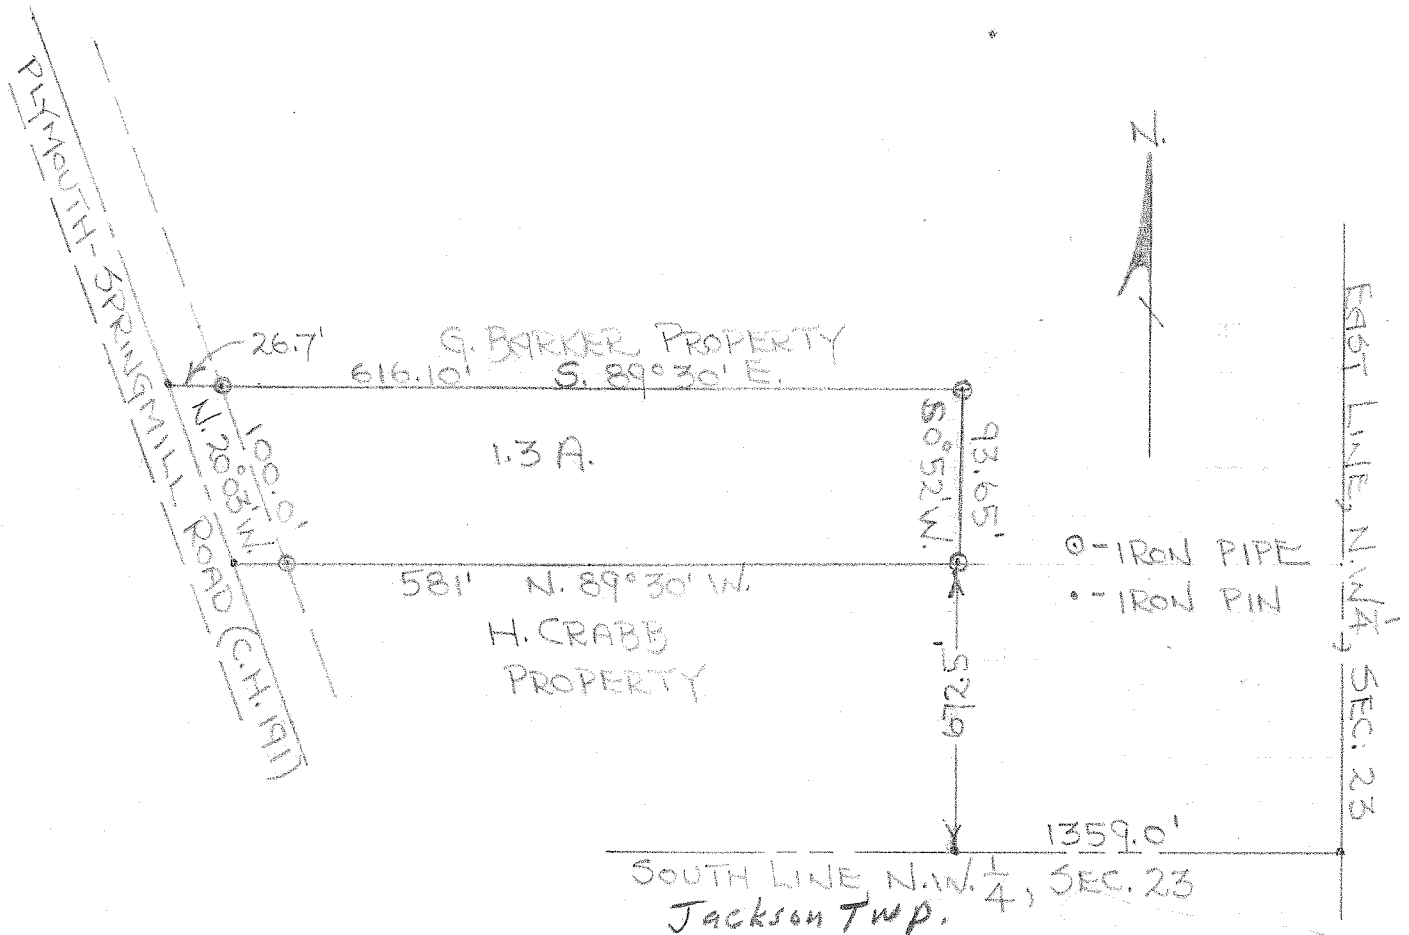 N.
PLYMOUTH-SPRINGMILL ROAD (C.H. 191)
26.7'
G. BARKER PROPERTY
616.10' S. 89°30' E.
N. 20°03' W.
100.0'
1.3 A.
S 0°52' W.
93.65'
EAST LINE, N.W. 1/4, SEC. 23
⊙ - IRON PIPE
• - IRON PIN
581' N. 89°30' W.
H. CRABB
PROPERTY
672.5'
1359.0'
SOUTH LINE N.W. 1/4, SEC. 23
Jackson Twp.